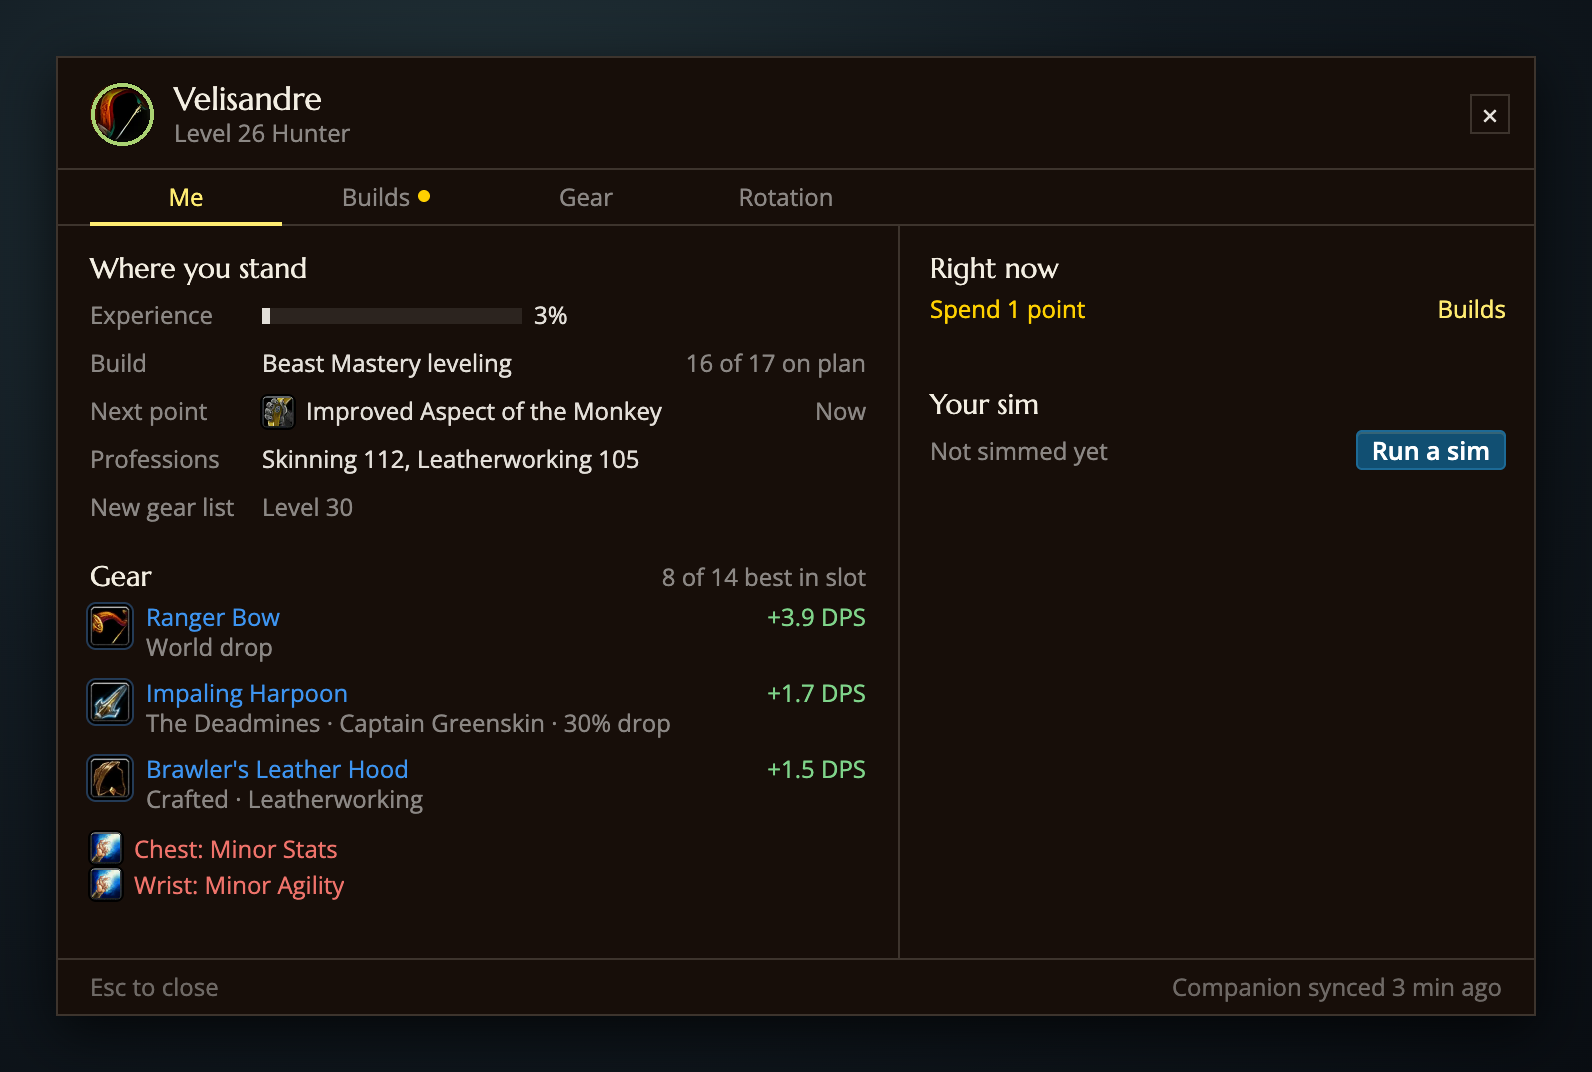 Velisandre
Level 26 Hunter
×
Me
Builds
Gear
Rotation
Where you stand
Experience 3%
Build Beast Mastery leveling 16 of 17 on plan
Next point Improved Aspect of the Monkey Now
Professions Skinning 112, Leatherworking 105
New gear list Level 30
Gear 8 of 14 best in slot
Ranger Bow +3.9 DPS
World drop
Impaling Harpoon +1.7 DPS
The Deadmines · Captain Greenskin · 30% drop
Brawler's Leather Hood +1.5 DPS
Crafted · Leatherworking
Chest: Minor Stats
Wrist: Minor Agility
Right now
Spend 1 point Builds
Your sim
Not simmed yet Run a sim
Esc to close
Companion synced 3 min ago